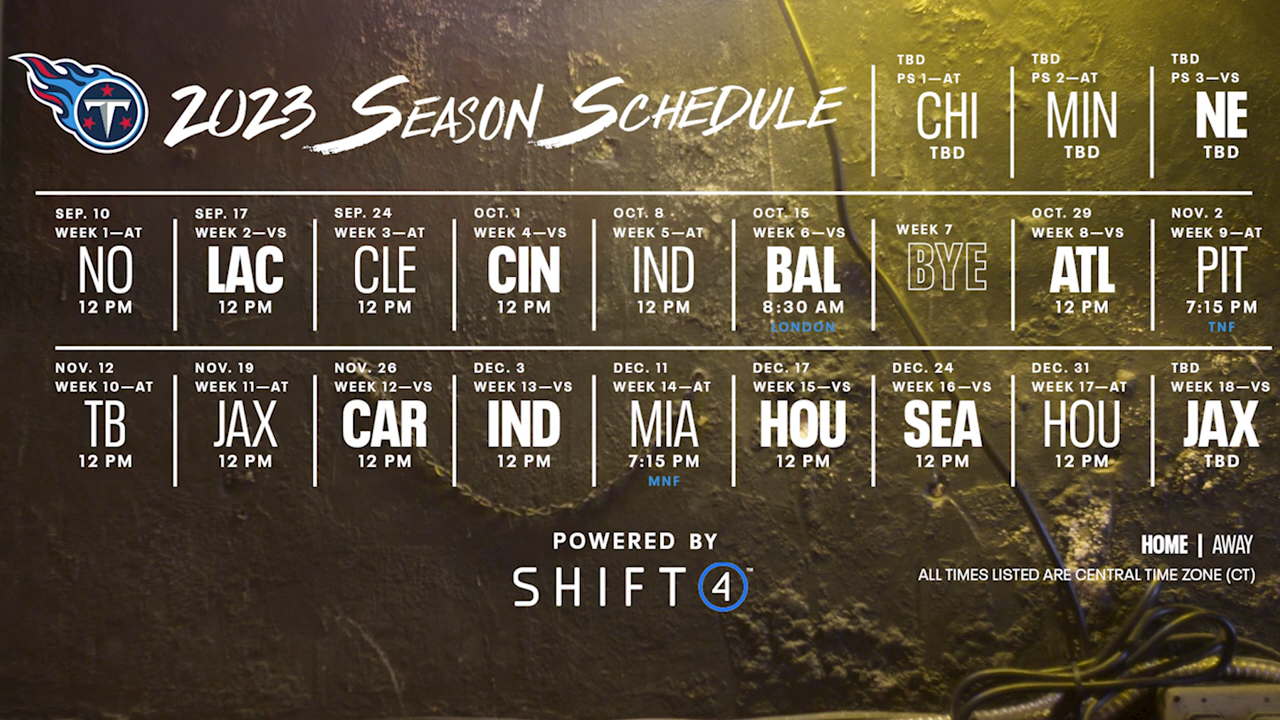 2023 SEASON SCHEDULE
TBD
PS 1—AT
CHI
TBD
TBD
PS 2—AT
MIN
TBD
TBD
PS 3—VS
NE
TBD
SEP. 10
WEEK 1—AT
NO
12 PM
SEP. 17
WEEK 2—VS
LAC
12 PM
SEP. 24
WEEK 3—AT
CLE
12 PM
OCT. 1
WEEK 4—VS
CIN
12 PM
OCT. 8
WEEK 5—AT
IND
12 PM
OCT. 15
WEEK 6—VS
BAL
8:30 AM
LONDON
WEEK 7
BYE
OCT. 29
WEEK 8—VS
ATL
12 PM
NOV. 2
WEEK 9—AT
PIT
7:15 PM
TNF
NOV. 12
WEEK 10—AT
TB
12 PM
NOV. 19
WEEK 11—AT
JAX
12 PM
NOV. 26
WEEK 12—VS
CAR
12 PM
DEC. 3
WEEK 13—VS
IND
12 PM
DEC. 11
WEEK 14—AT
MIA
7:15 PM
MNF
DEC. 17
WEEK 15—VS
HOU
12 PM
DEC. 24
WEEK 16—VS
SEA
12 PM
DEC. 31
WEEK 17—AT
HOU
12 PM
TBD
WEEK 18—VS
JAX
TBD
POWERED BY
SHIFT 4™
HOME | AWAY
ALL TIMES LISTED ARE CENTRAL TIME ZONE (CT)